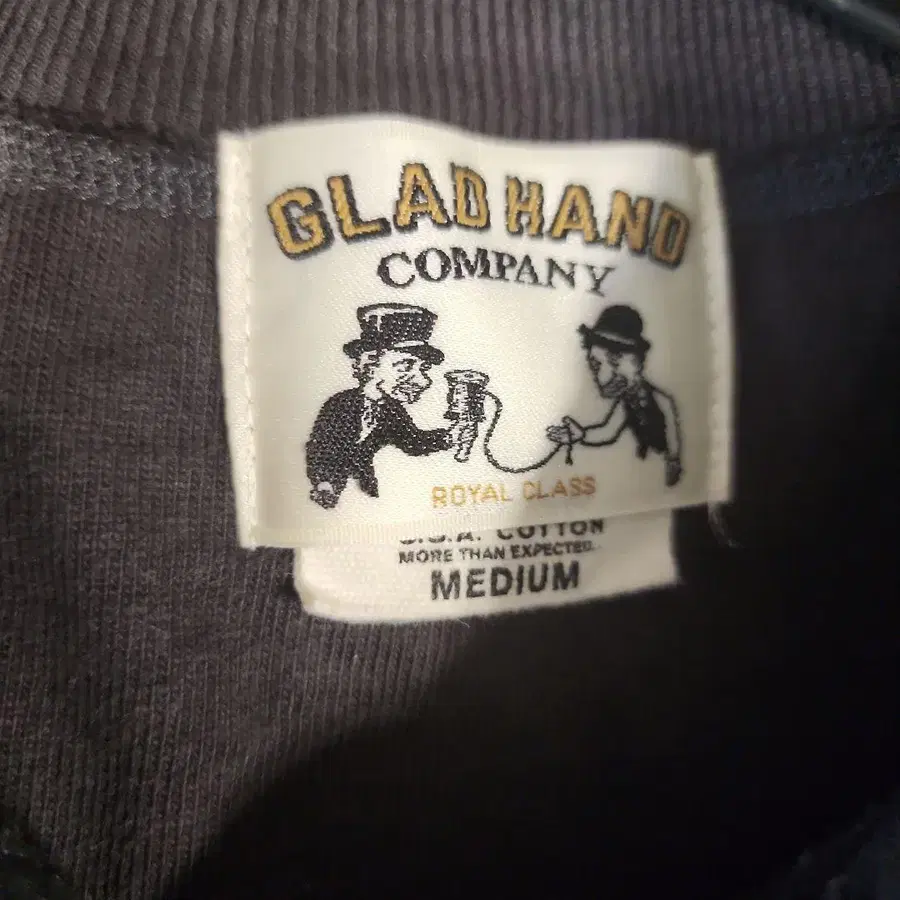 GLAD HAND
COMPANY
ROYAL CLASS
U.S.A. COTTON
MORE THAN EXPECTED
MEDIUM